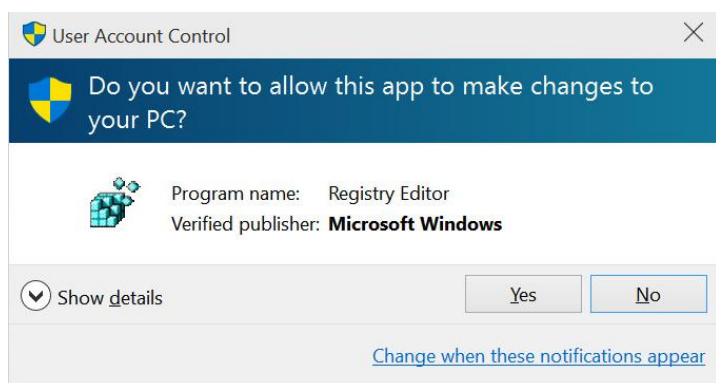 User Account Control
Do you want to allow this app to make changes to
your PC?
Program name: Registry Editor
Verified publisher: Microsoft Windows
Show details
Yes
No
Change when these notifications appear